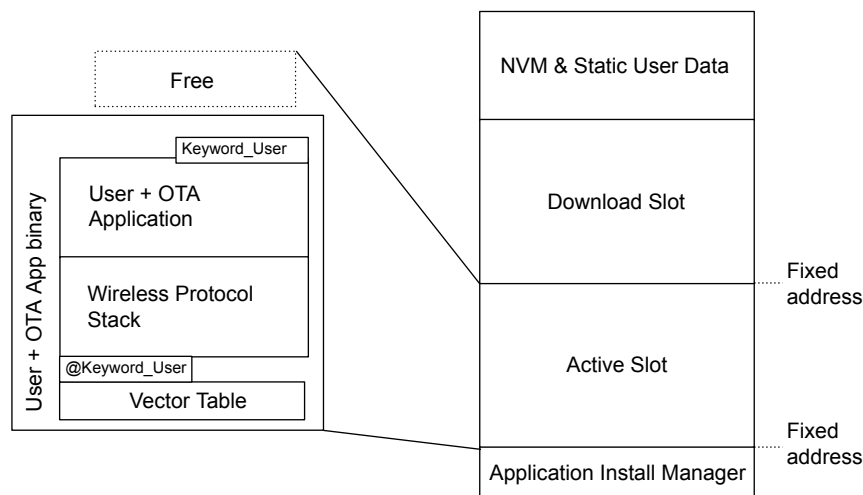 Free
Keyword_User
User + OTA
Application
Wireless Protocol
Stack
@Keyword_User
Vector Table
User + OTA App binary
NVM & Static User Data
Download Slot
Fixed
address
Active Slot
Fixed
address
Application Install Manager